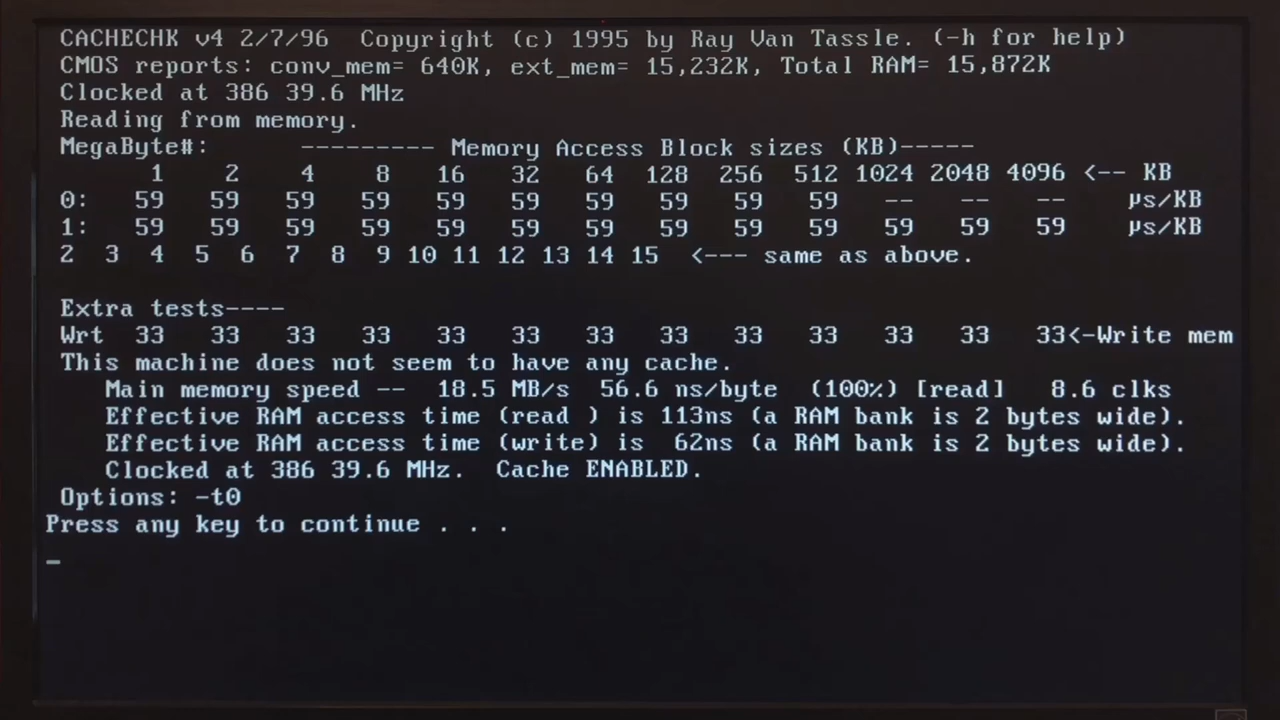 CACHECHK v4 2/7/96  Copyright (c) 1995 by Ray Van Tassle. (-h for help)
CMOS reports: conv_mem= 640K, ext_mem= 15,232K, Total RAM= 15,872K
Clocked at 386 39.6 MHz
Reading from memory.
MegaByte#:      --------- Memory Access Block sizes (KB)-----
1    2    4    8    16   32   64  128  256  512 1024 2048 4096 <-- KB
0:   59   59   59   59   59   59   59   59   59   59   --   --   --    µs/KB
1:   59   59   59   59   59   59   59   59   59   59   59   59   59    µs/KB
2  3  4  5  6  7  8  9 10 11 12 13 14 15  <--- same as above.
Extra tests----
Wrt  33   33   33   33   33   33   33   33   33   33   33   33   33<-Write mem
This machine does not seem to have any cache.
Main memory speed --  18.5 MB/s  56.6 ns/byte  (100%) [read]   8.6 clks
Effective RAM access time (read ) is 113ns (a RAM bank is 2 bytes wide).
Effective RAM access time (write) is  62ns (a RAM bank is 2 bytes wide).
Clocked at 386 39.6 MHz.  Cache ENABLED.
Options: -t0
Press any key to continue . . .
_